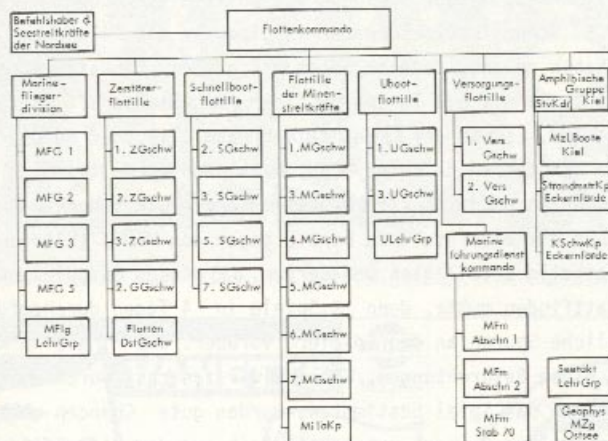 Befehlshaber d
Seestreitkräfte
der Nordsee
Flottenkommando
Marine-
flieger-
division
MFG 1
MFG 2
MFG 3
MFG 5
MFlg
LehrGrp
Zerstörer-
flottille
1. ZGschw
2. ZGschw
3. ZGschw
2. GGschw
Flotten
DstGschw
Schnellboot-
flottille
2. SGschw
3. SGschw
5. SGschw
7. SGschw
Flottille
der Minen-
streitkräfte
1. MGschw
3. MGschw
4. MGschw
5. MGschw
6. MGschw
7. MGschw
MiTaKp
Uboot-
flottille
1. UGschw
3. UGschw
ULehrGrp
Versorgungs-
flottille
1. Vers
Gschw
2. Vers
Gschw
Marine
führungsdienst
kommando
MFm
Abschn 1
MFm
Abschn 2
MFm
Stab 70
Amphibische
Gruppe
Kiel
StvKdr
MzLBoote
Kiel
StrandmstrKp
Eckernförde
KSchwKp
Eckernförde
Seetakt
LehrGrp
Geophys
MZg
Ostsee